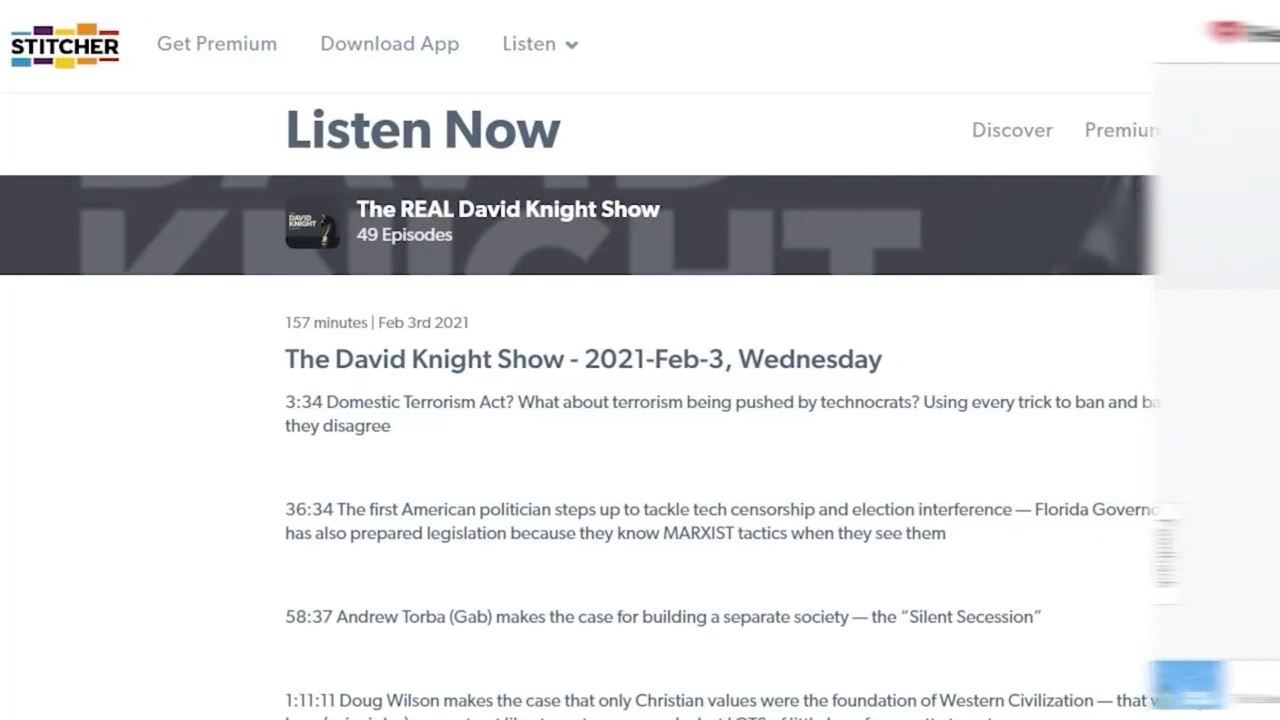 STITCHER
Get Premium
Download App
Listen
Listen Now
Discover
DAVID
KNIGHT
The REAL David Knight Show
49 Episodes
157 minutes | Feb 3rd 2021
The David Knight Show - 2021-Feb-3, Wednesday
3:34 Domestic Terrorism Act? What about terrorism being pushed by technocrats? Using every trick to ban and
they disagree
36:34 The first American politician steps up to tackle tech censorship and election interference — Florida
has also prepared legislation because they know MARXIST tactics when they see them
58:37 Andrew Torba (Gab) makes the case for building a separate society — the “Silent Secession”
1:11:11 Doug Wilson makes the case that only Christian values were the foundation of Western Civilization — that